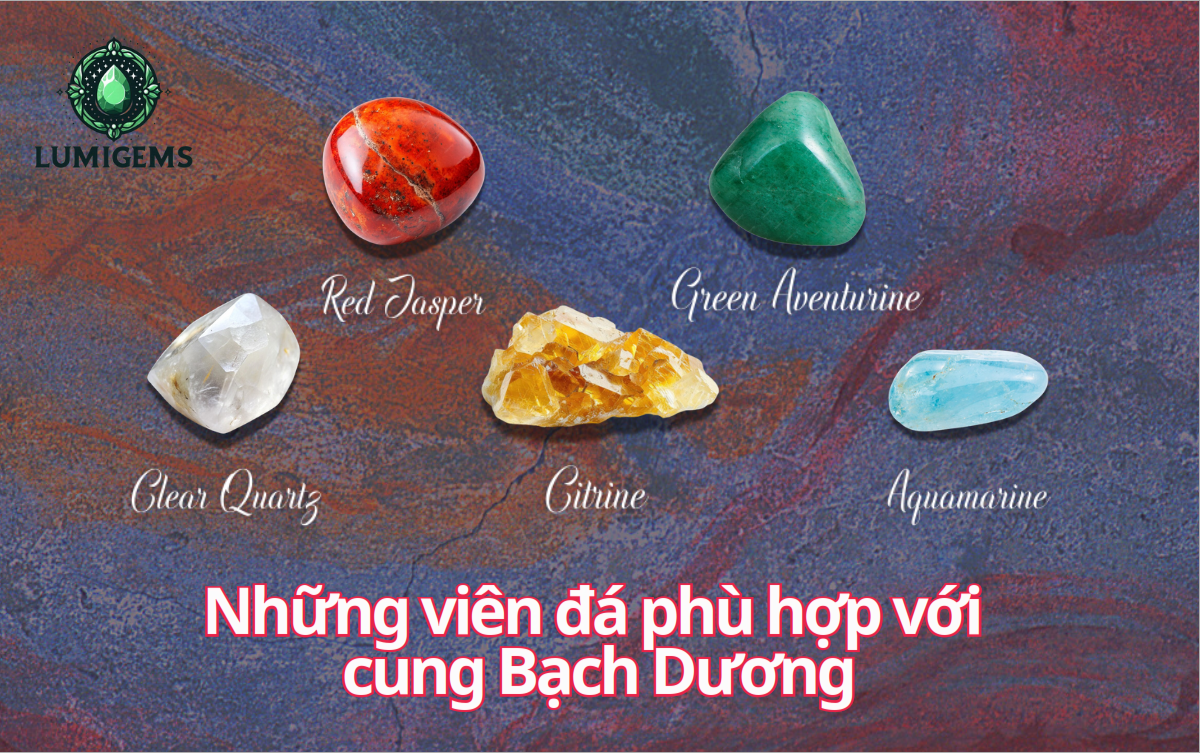 LUMIGEMS
Red Jasper
Green Aventurine
Clear Quartz
Citrine
Aquamarine
Những viên đá phù hợp với
cung Bạch Dương